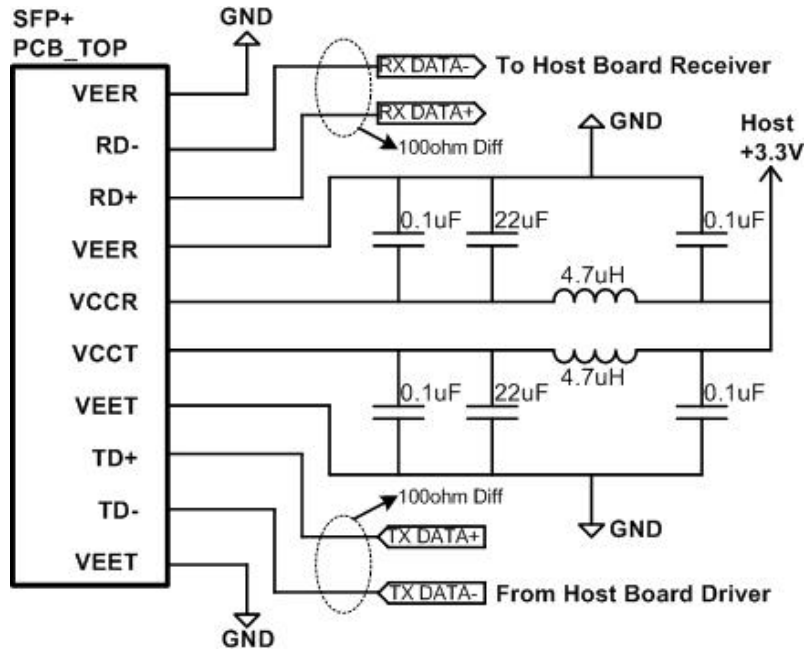 SFP+
PCB_TOP
GND
VEER
RD-
RD+
VEER
VCCR
VCCT
VEET
TD+
TD-
VEET
GND
RX DATA-
To Host Board Receiver
RX DATA+
100ohm Diff
GND
Host
+3.3V
0.1uF
22uF
0.1uF
4.7uH
4.7uH
0.1uF
22uF
0.1uF
100ohm Diff
GND
TX DATA+
TX DATA-
From Host Board Driver